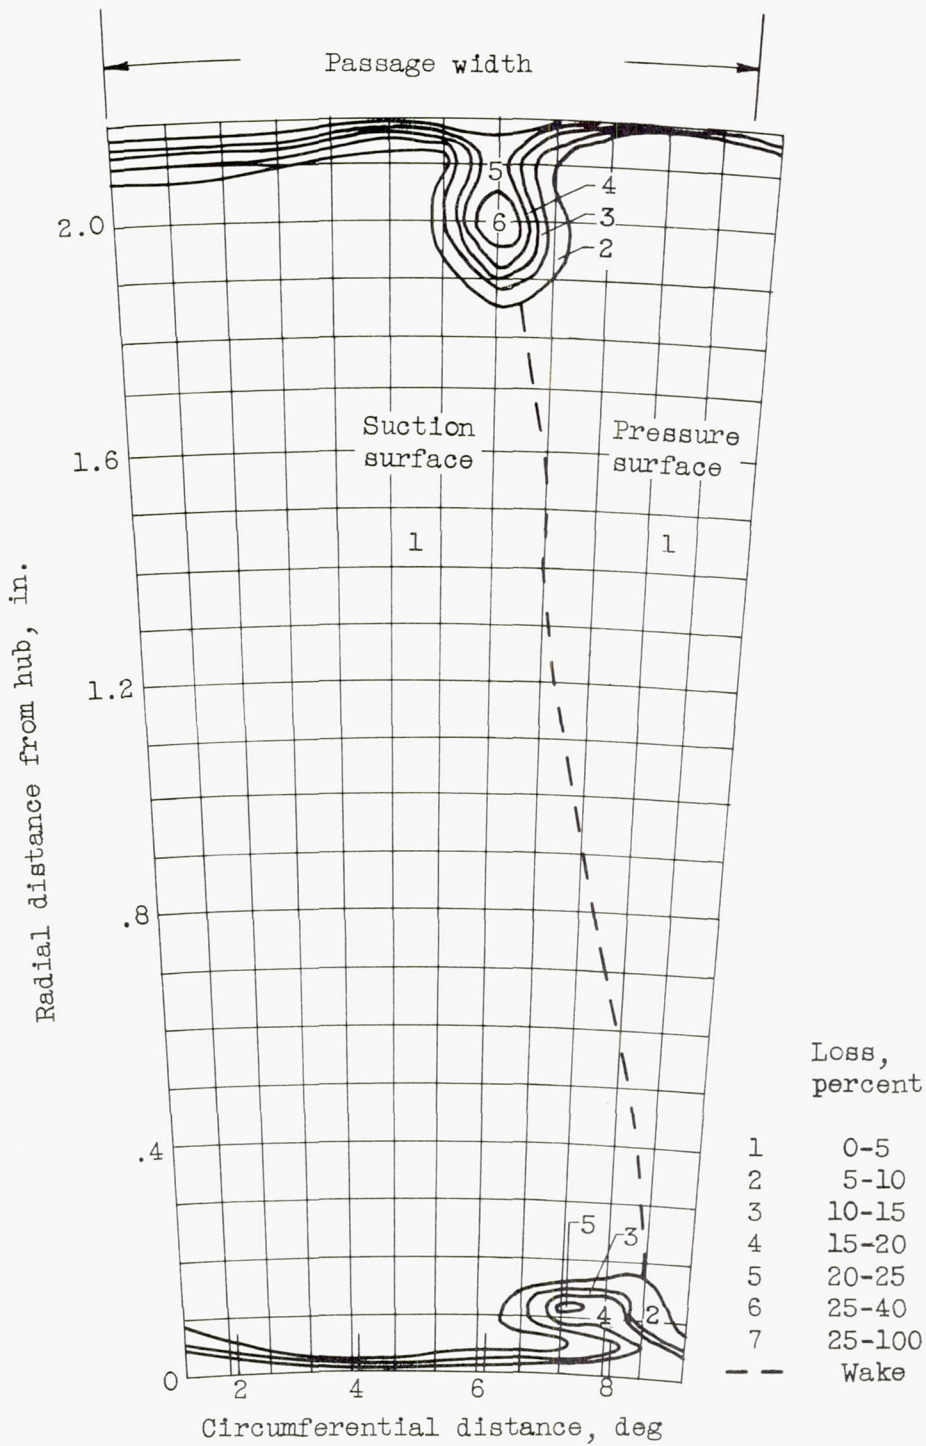 Passage width
5
4
6
3
2.0
2
Suction
surface
Pressure
surface
1.6
1
1
Radial distance from hub, in.
1.2
.8
.4
5
3
4
2
0
2
4
6
8
Circumferential distance, deg
Loss,
percent
1 0-5
2 5-10
3 10-15
4 15-20
5 20-25
6 25-40
7 25-100
Wake